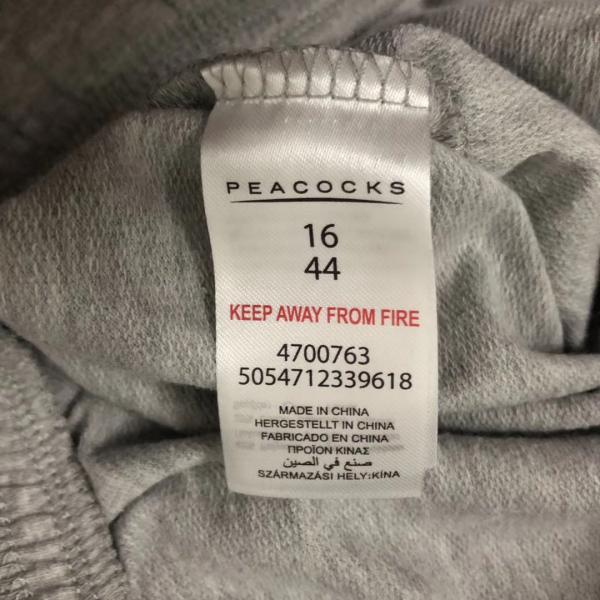 PEACOCKS
16
44
KEEP AWAY FROM FIRE
4700763
5054712339618
MADE IN CHINA
HERGESTELLT IN CHINA
FABRICADO EN CHINA
ΠΡΟΪΟΝ ΚΙΝΑΣ
صنع في الصين
SZÁRMAZÁSI HELY:KÍNA